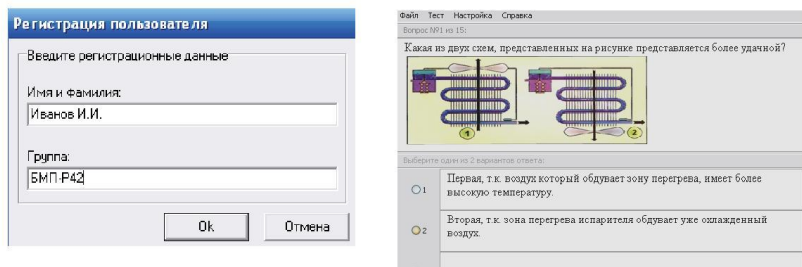 Регистрация пользователя
Введите регистрационные данные
Имя и фамилия:
Иванов И.И.
Группа:
БМП-Р42
Ok
Отмена
Файл Тест Настройка Справка
Вопрос №1 из 15:
Какая из двух схем, представленных на рисунке представляется более удачной?
1
2
Выберите один из 2 вариантов ответа:
1
Первая, т.к. воздух который обдувает зону перегрева, имеет более
высокую температуру.
2
Вторая, т.к. зона перегрева испарителя обдувает уже охлажденный
воздух.